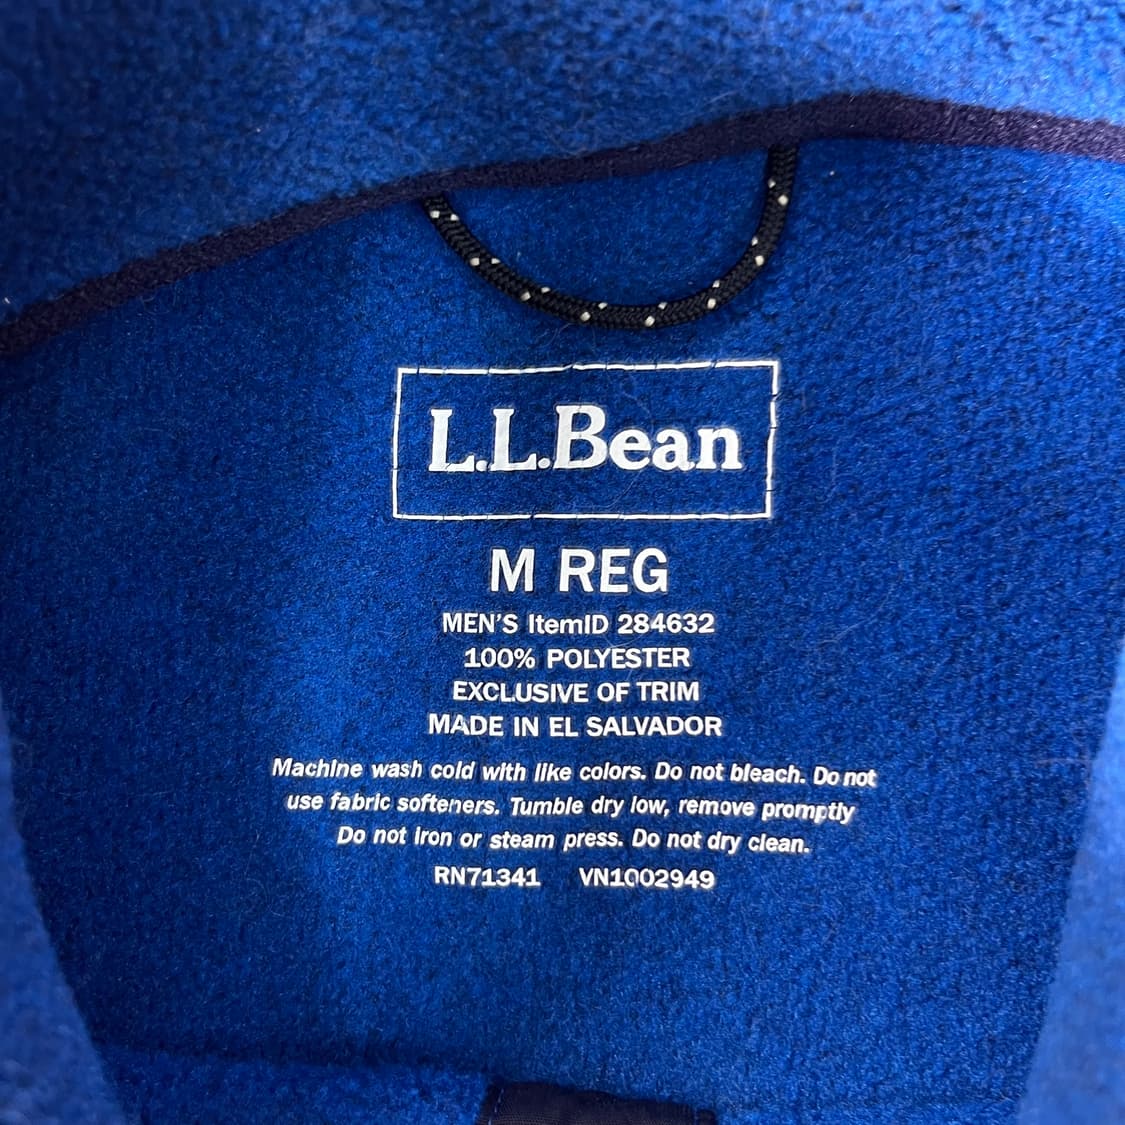 L.L.Bean
M REG
MEN'S ItemID 284632
100% POLYESTER
EXCLUSIVE OF TRIM
MADE IN EL SALVADOR
Machine wash cold with like colors. Do not bleach. Do not
use fabric softeners. Tumble dry low, remove promptly
Do not iron or steam press. Do not dry clean.
RN71341 VN1002949